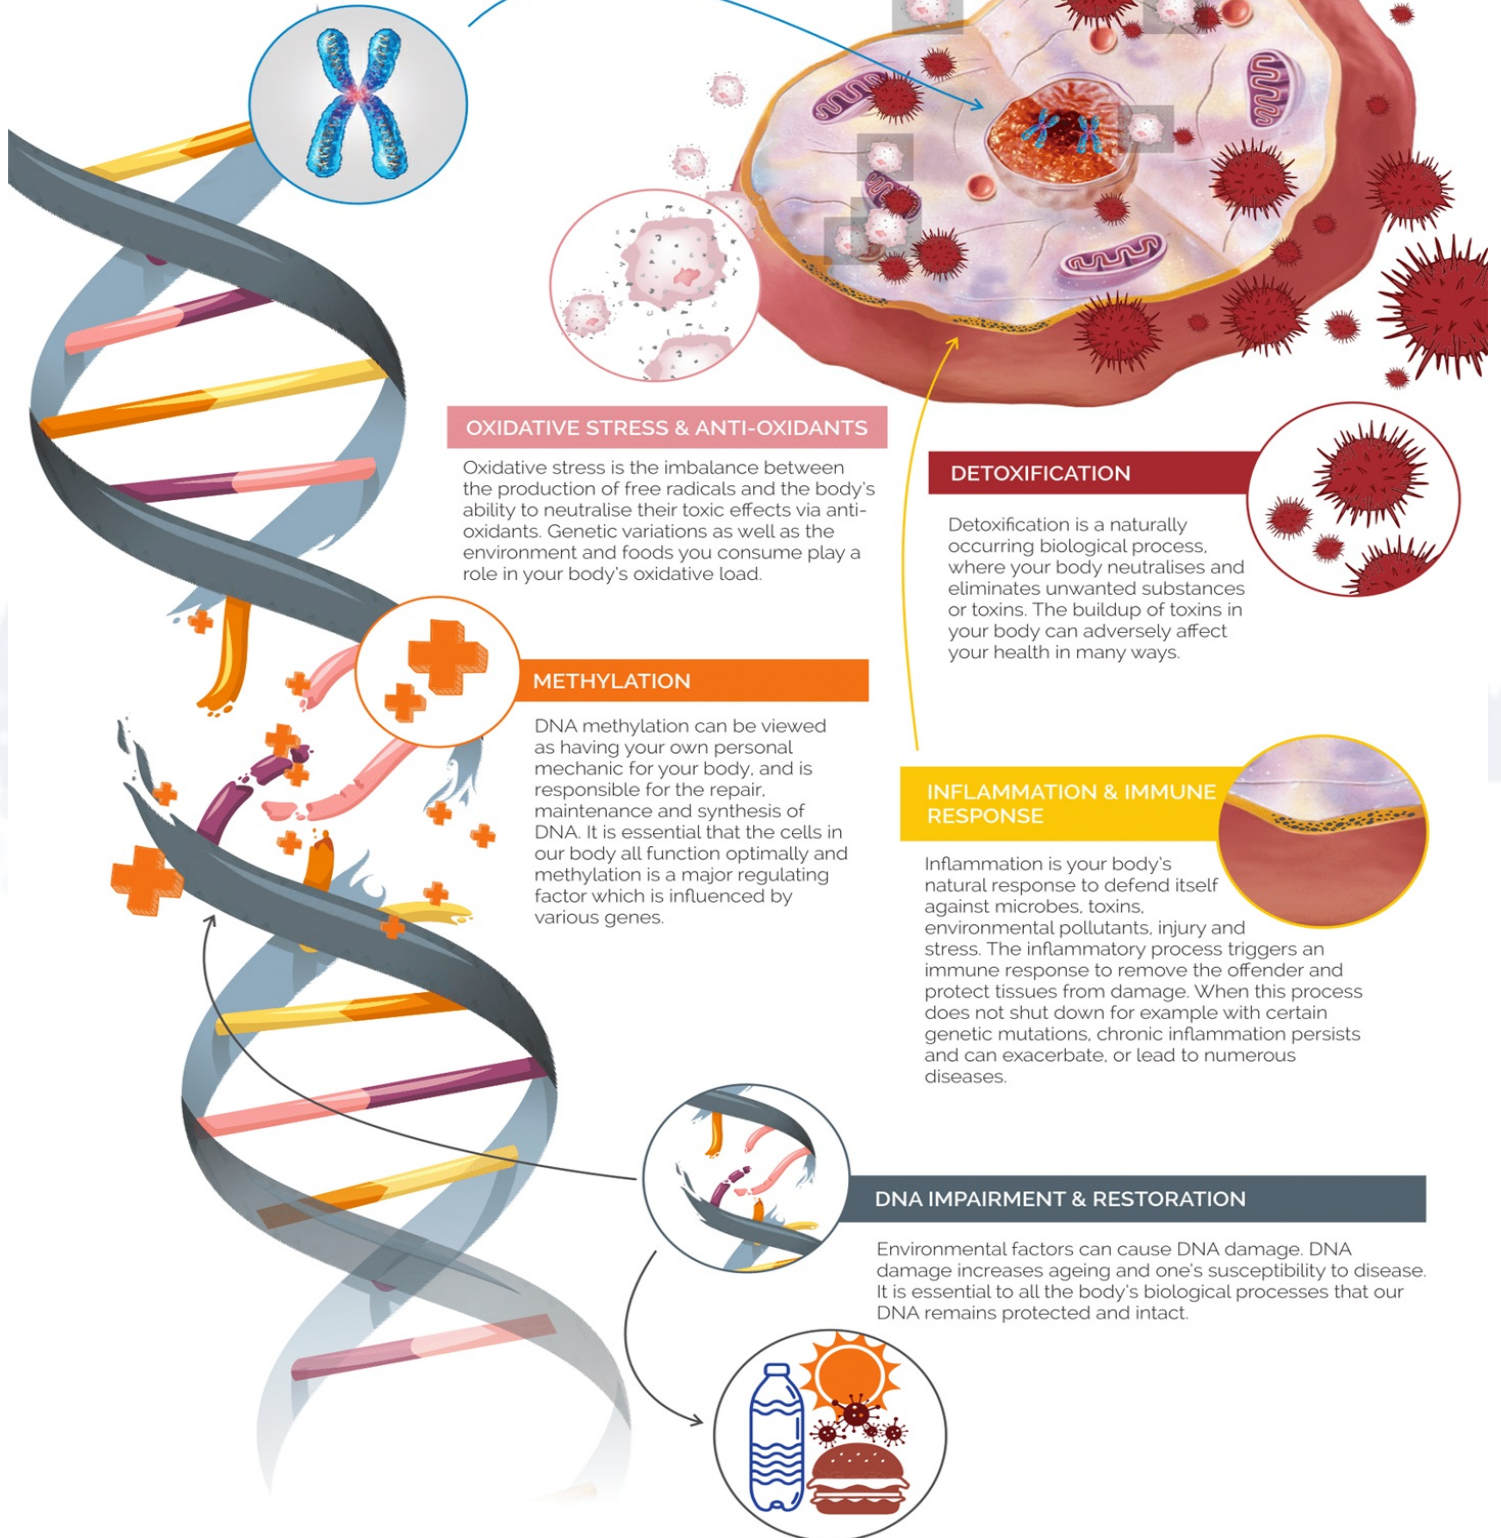 OXIDATIVE STRESS & ANTI-OXIDANTS
Oxidative stress is the imbalance between
the production of free radicals and the body's
ability to neutralise their toxic effects via anti-
oxidants. Genetic variations as well as the
environment and foods you consume play a
role in your body's oxidative load.
DETOXIFICATION
Detoxification is a naturally
occurring biological process,
where your body neutralises and
eliminates unwanted substances
or toxins. The buildup of toxins in
your body can adversely affect
your health in many ways.
METHYLATION
DNA methylation can be viewed
as having your own personal
mechanic for your body, and is
responsible for the repair,
maintenance and synthesis of
DNA. It is essential that the cells in
our body all function optimally and
methylation is a major regulating
factor which is influenced by
various genes.
INFLAMMATION & IMMUNE
RESPONSE
Inflammation is your body's
natural response to defend itself
against microbes, toxins,
environmental pollutants, injury and
stress. The inflammatory process triggers an
immune response to remove the offender and
protect tissues from damage. When this process
does not shut down for example with certain
genetic mutations, chronic inflammation persists
and can exacerbate, or lead to numerous
diseases.
DNA IMPAIRMENT & RESTORATION
Environmental factors can cause DNA damage. DNA
damage increases ageing and one's susceptibility to disease.
It is essential to all the body's biological processes that our
DNA remains protected and intact.